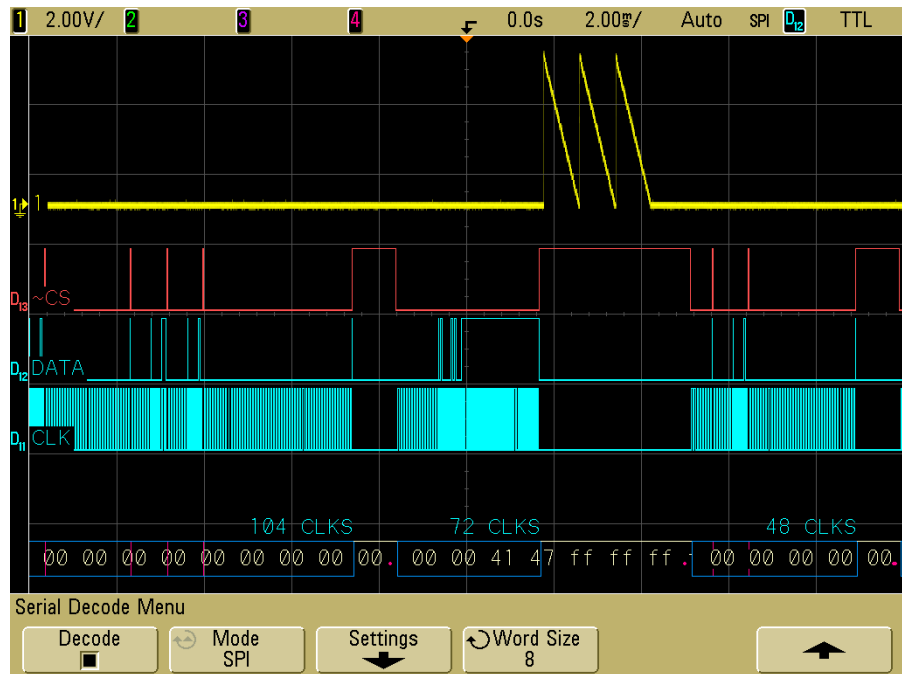 1 2.00V/ 2 3 4 0.0s 2.00㎳/ Auto SPI D12 TTL
1 1
D13 ~CS
D12 DATA
D11 CLK
104 CLKS 72 CLKS 48 CLKS
00 00 00 00 00 00 00 00 00. 00 00 41 47 ff ff ff . 00 00 00 00 00.
Serial Decode Menu
Decode Mode Settings Word Size
SPI 8